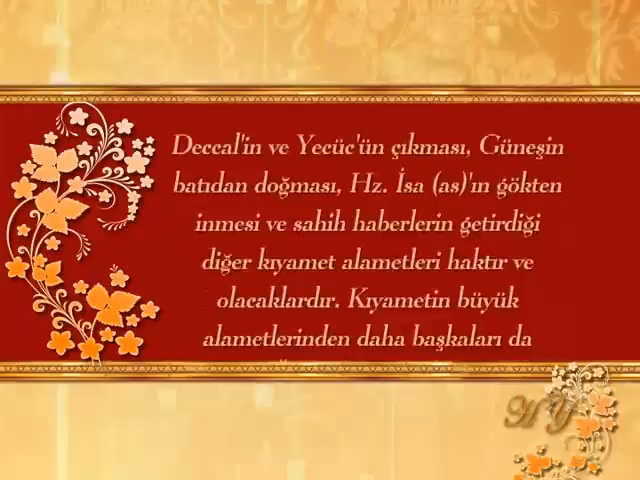 Deccal'in ve Yecüc'ün çıkması, Güneşin
batıdan doğması, Hz. İsa (as)'ın gökten
inmesi ve sahih haberlerin getirdiği
diğer kıyamet alametleri haktır ve
olacaklardır. Kıyametin büyük
alametlerinden daha başkaları da
H Y